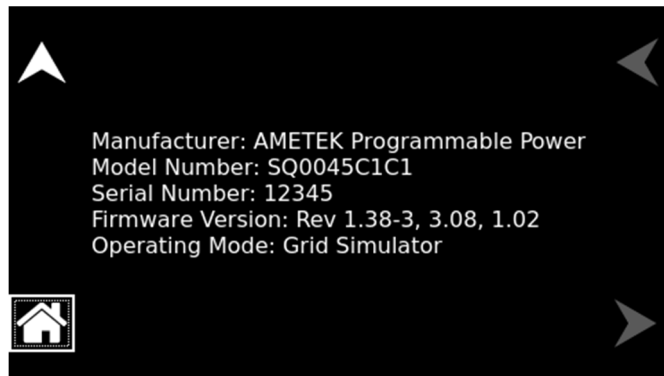 Manufacturer: AMETEK Programmable Power
Model Number: SQ0045C1C1
Serial Number: 12345
Firmware Version: Rev 1.38-3, 3.08, 1.02
Operating Mode: Grid Simulator